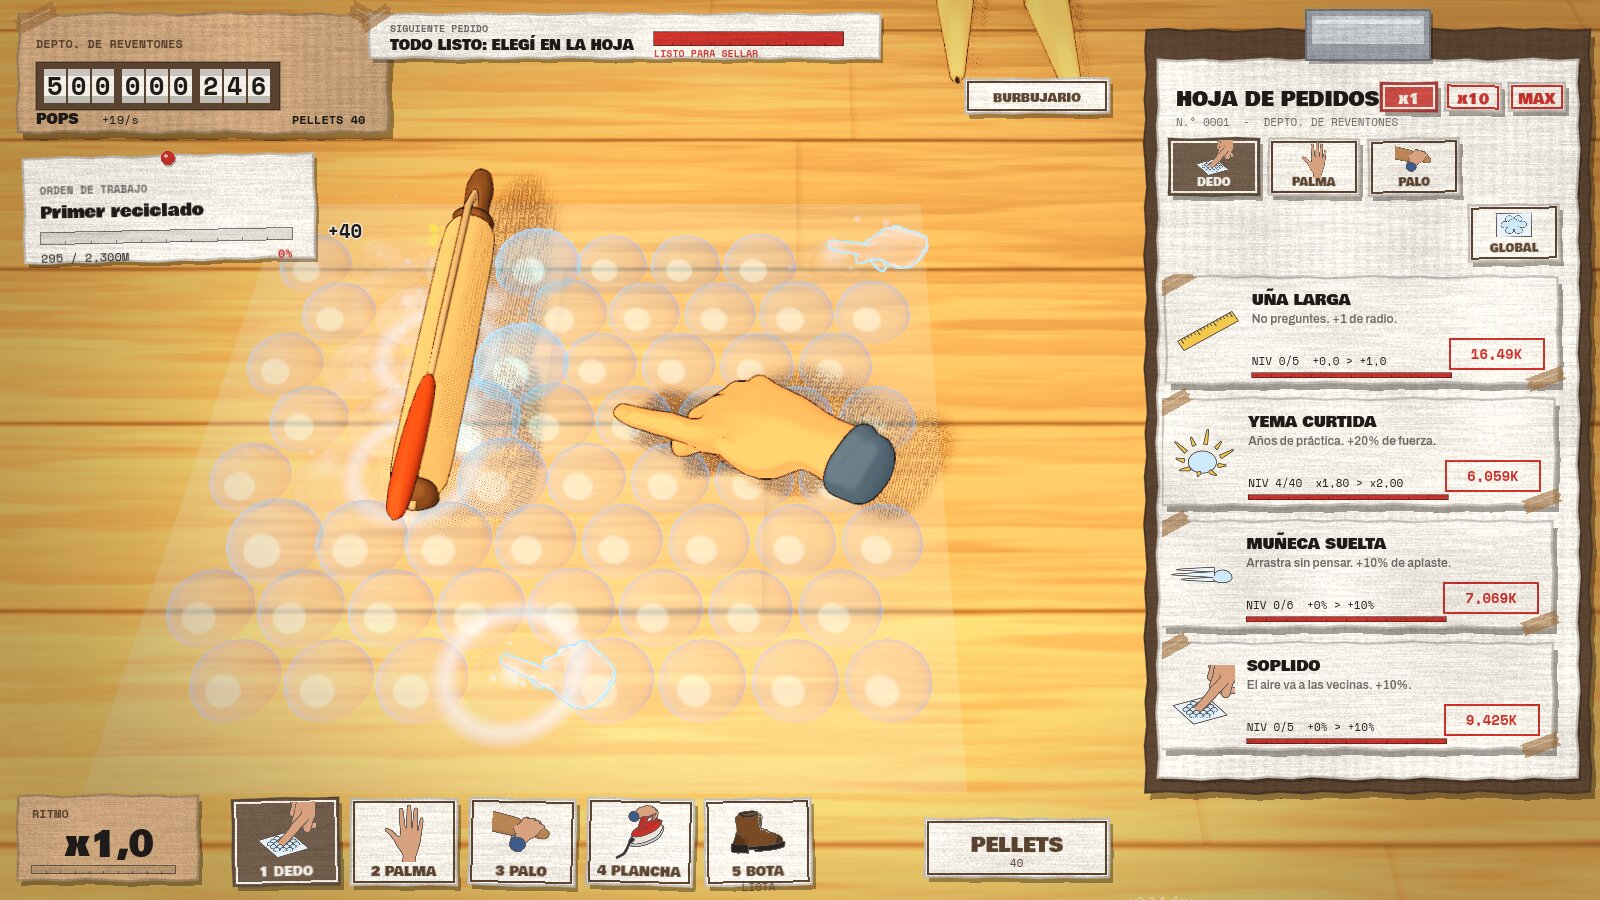 DEPTO. DE REVENTONES
500 000 246
POPS +19/s PELLETS 40
SIGUIENTE PEDIDO
TODO LISTO: ELEGÍ EN LA HOJA
LISTO PARA SELLAR
BURBUJARIO
ORDEN DE TRABAJO
Primer reciclado
295 / 2,300M 0%
+40
HOJA DE PEDIDOS x1 x10 MAX
N.° 0001 - DEPTO. DE REVENTONES
DEDO PALMA PALO
GLOBAL
UÑA LARGA
No preguntes. +1 de radio.
NIV 0/5 +0,0 > +1,0 16,49K
YEMA CURTIDA
Años de práctica. +20% de fuerza.
NIV 4/40 x1,80 > x2,00 6,059K
MUÑECA SUELTA
Arrastra sin pensar. +10% de aplaste.
NIV 0/6 +0% > +10% 7,069K
SOPLIDO
El aire va a las vecinas. +10%.
NIV 0/5 +0% > +10% 9,425K
RITMO
x1,0
1 DEDO 2 PALMA 3 PALO 4 PLANCHA 5 BOTA
LISTA
PELLETS
40